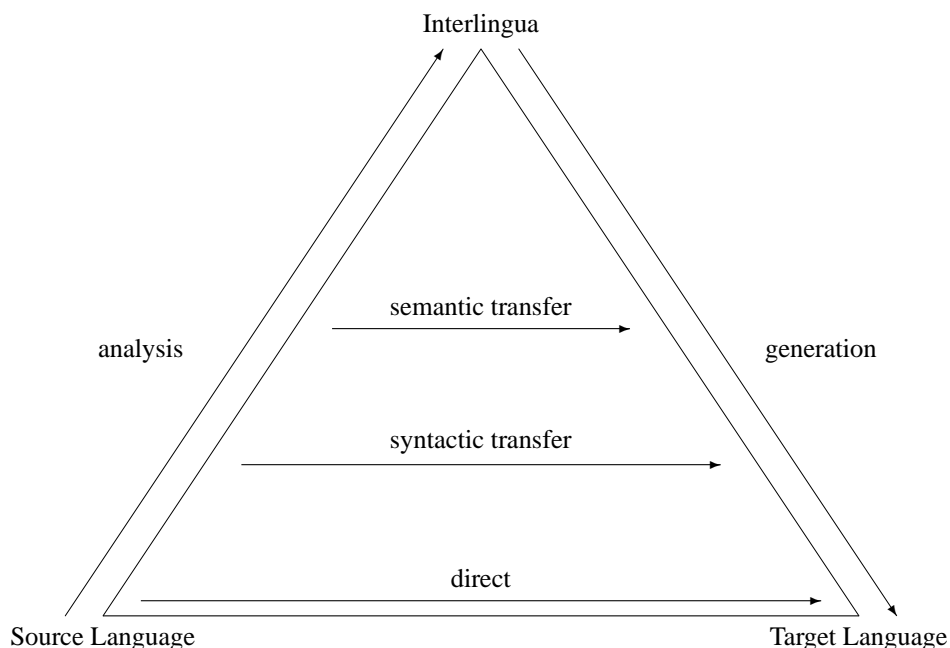 Interlingua
semantic transfer
analysis
generation
syntactic transfer
direct
Source Language
Target Language